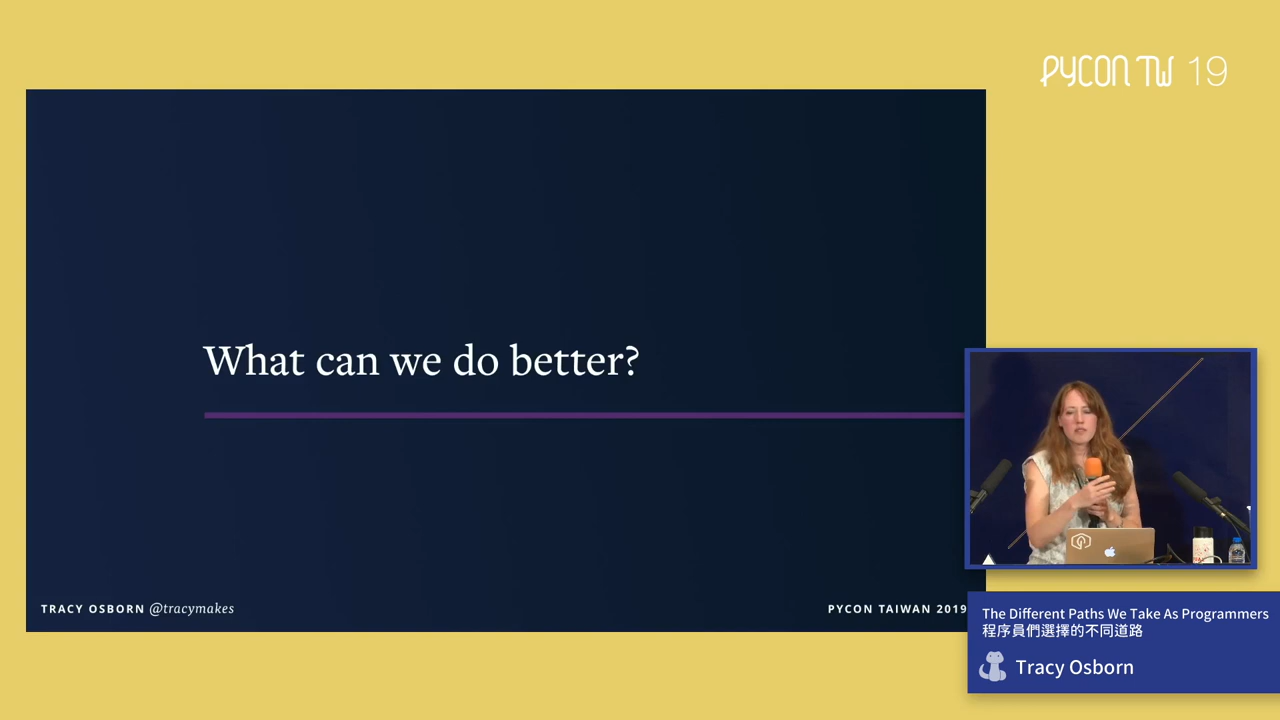 PYCON TW 19
What can we do better?
TRACY OSBORN @tracymakes
PYCON TAIWAN 2019
The Different Paths We Take As Programmers
程序員們選擇的不同道路
Tracy Osborn